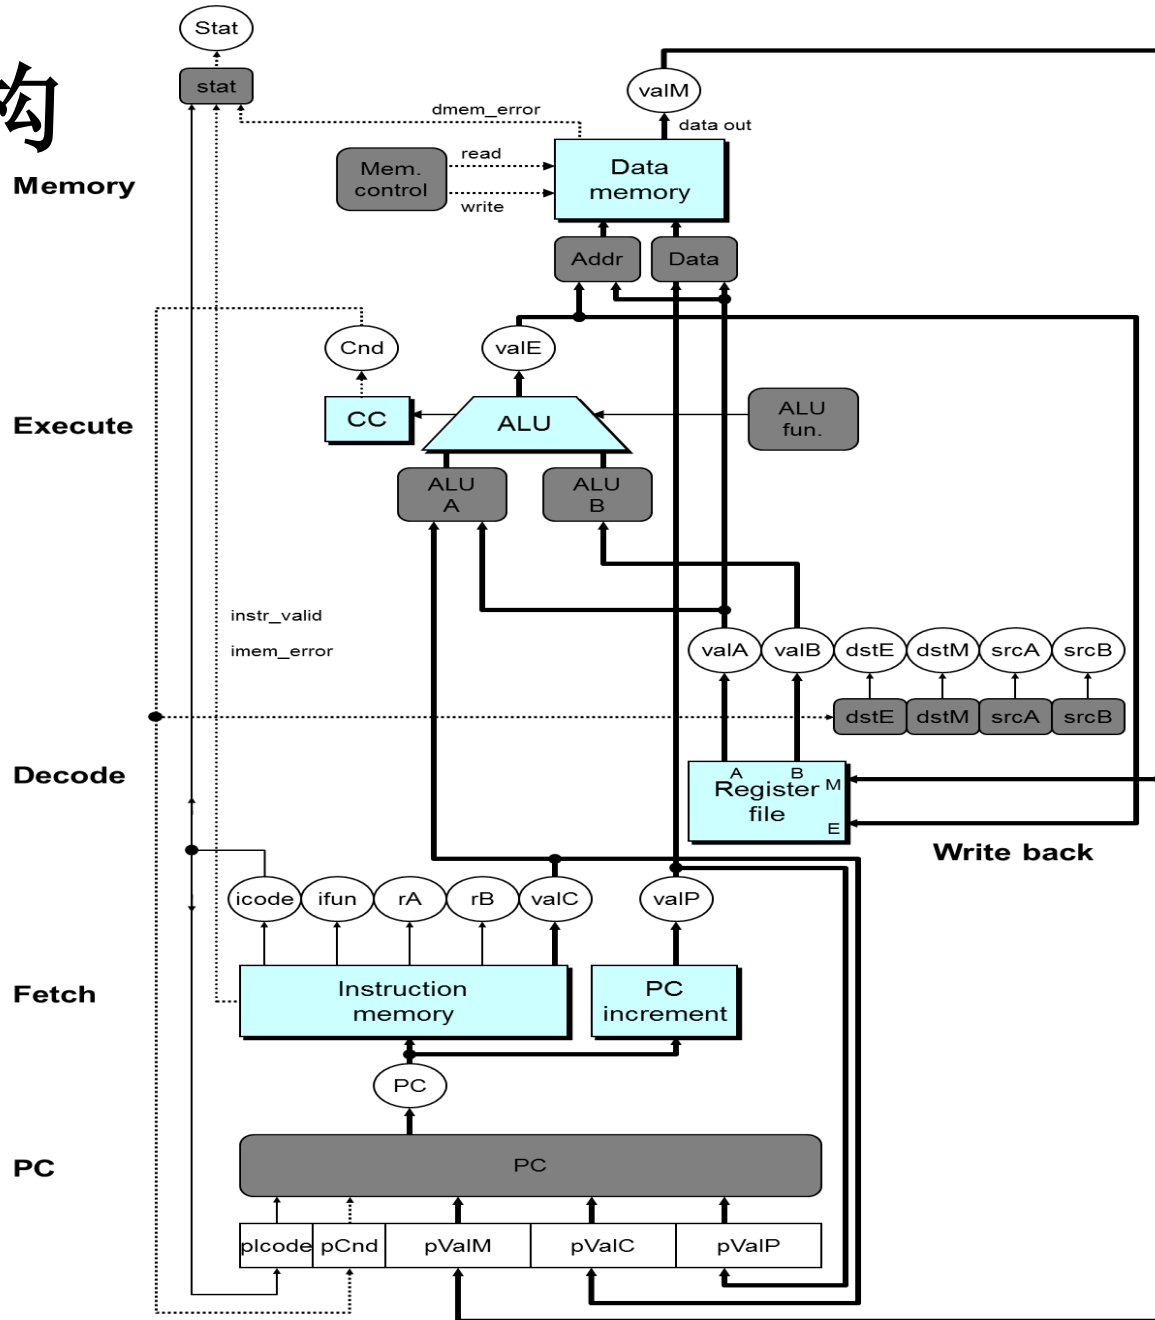 Stat
stat
构
Memory
dmem_error
valM
data out
read
Mem.
control
write
Data
memory
Addr
Data
Cnd
valE
Execute
CC
ALU
ALU
fun.
ALU
A
ALU
B
instr_valid
imem_error
valA
valB
dstE
dstM
srcA
srcB
dstE
dstM
srcA
srcB
Decode
A
B
M
Register
file
E
Write back
icode
ifun
rA
rB
valC
valP
Fetch
Instruction
memory
PC
increment
PC
PC
PC
pIcode
pCnd
pValM
pValC
pValP